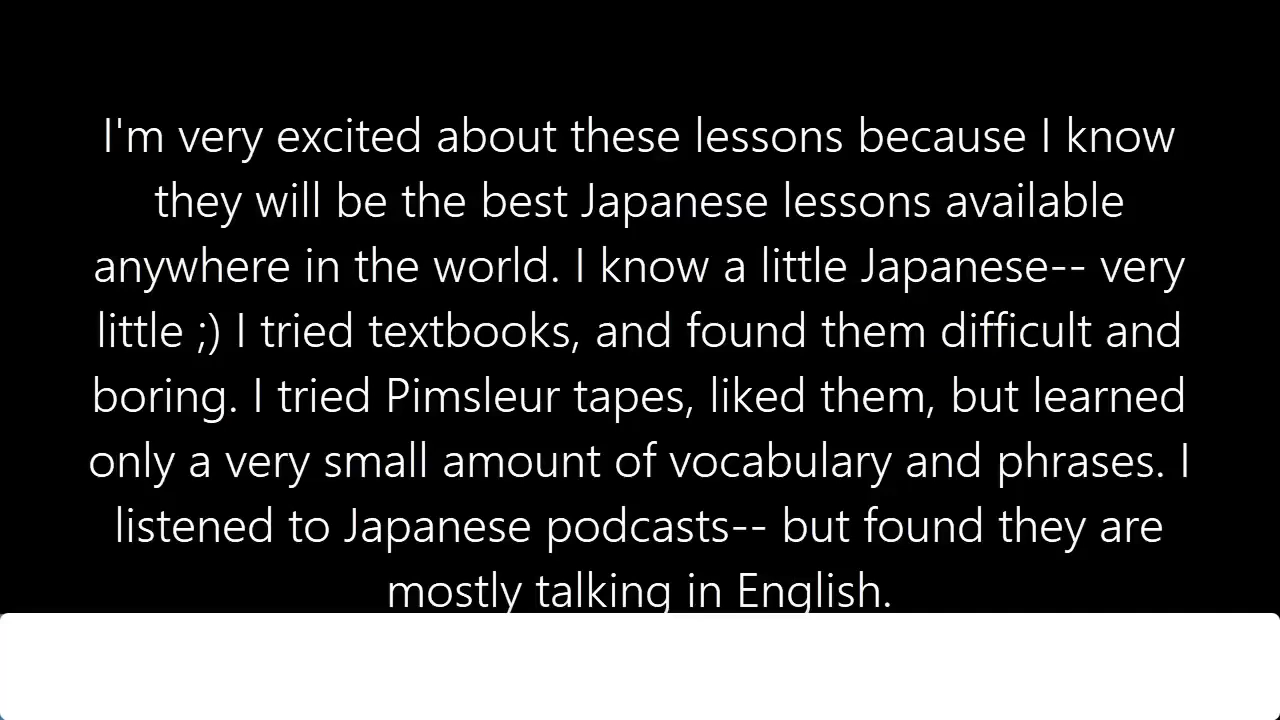 I'm very excited about these lessons because I know
they will be the best Japanese lessons available
anywhere in the world. I know a little Japanese-- very
little ;) I tried textbooks, and found them difficult and
boring. I tried Pimsleur tapes, liked them, but learned
only a very small amount of vocabulary and phrases. I
listened to Japanese podcasts-- but found they are
mostly talking in English.